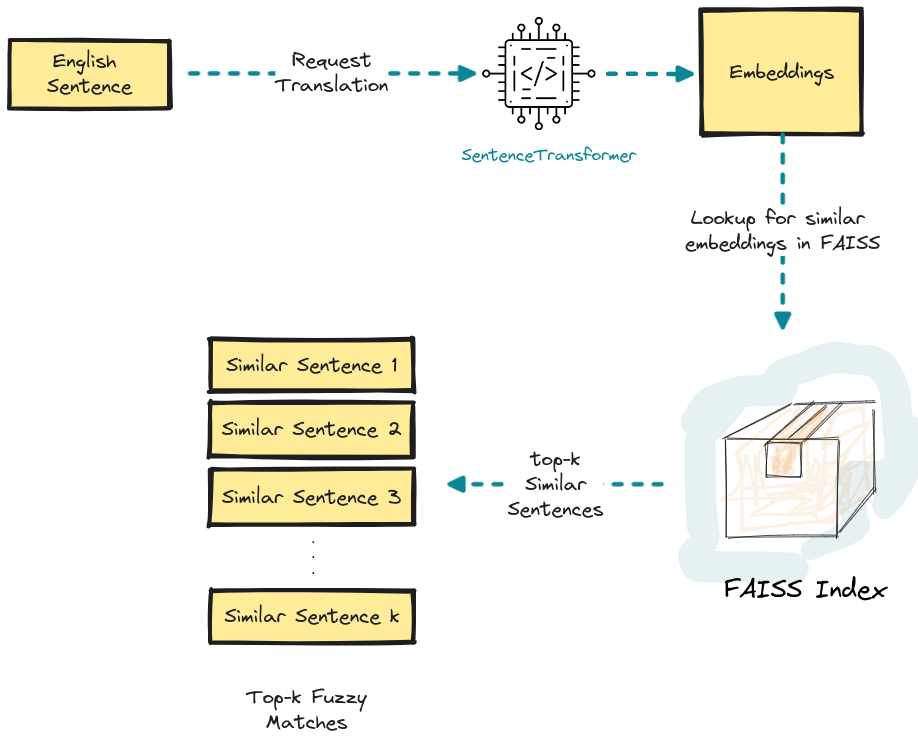 English
Sentence
Request
Translation
</>
SentenceTransformer
Embeddings
Lookup for similar
embeddings in FAISS
FAISS Index
top-k
Similar
Sentences
Similar Sentence 1
Similar Sentence 2
Similar Sentence 3
.
.
.
Similar Sentence k
Top-k Fuzzy
Matches